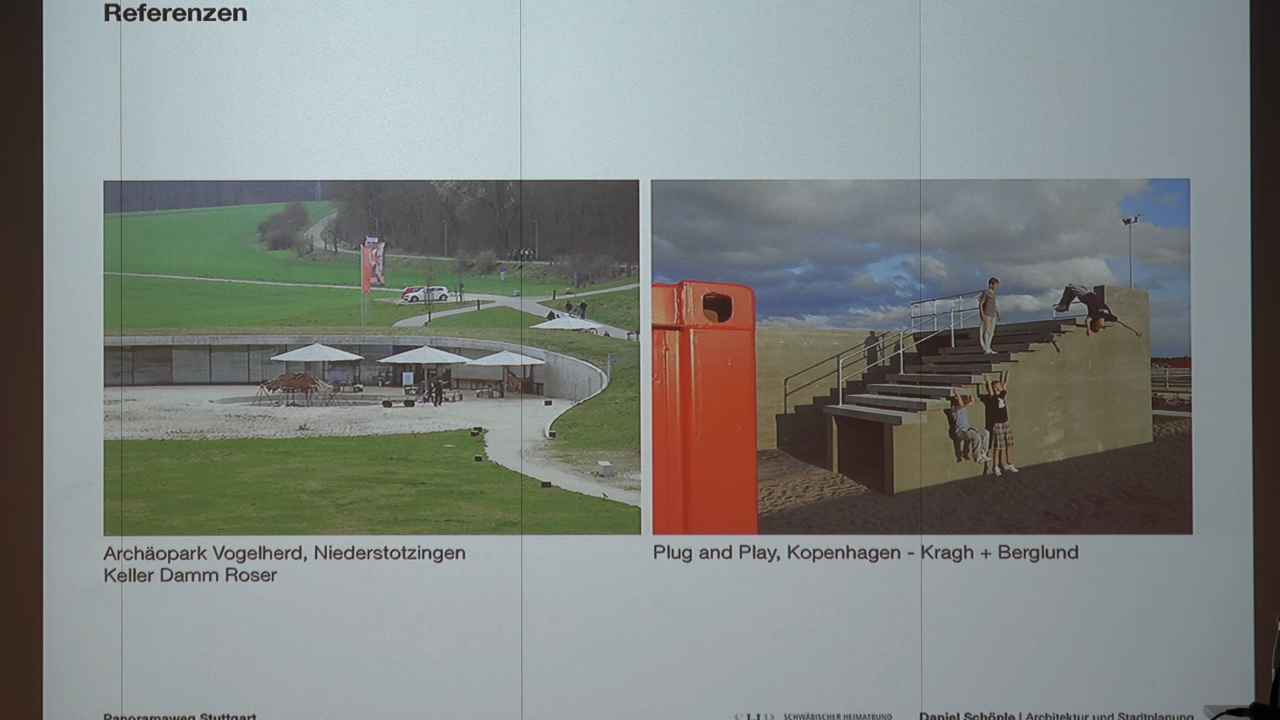 Referenzen
Archäopark Vogelherd, Niederstotzingen
Keller Damm Roser
Plug and Play, Kopenhagen - Kragh + Berglund
Panoramaweg Stuttgart
SCHWÄBISCHER HEIMATBUND
Daniel Schönle | Architektur und Stadtplanung